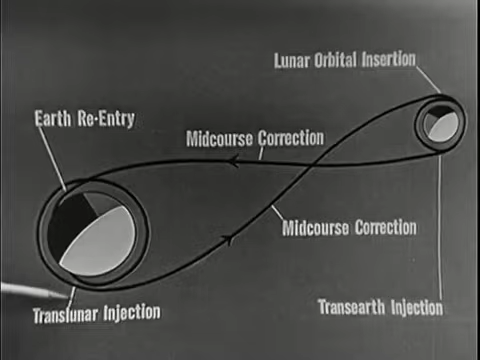 Lunar Orbital Insertion
Earth Re-Entry
Midcourse Correction
Midcourse Correction
Translunar Injection
Transearth Injection